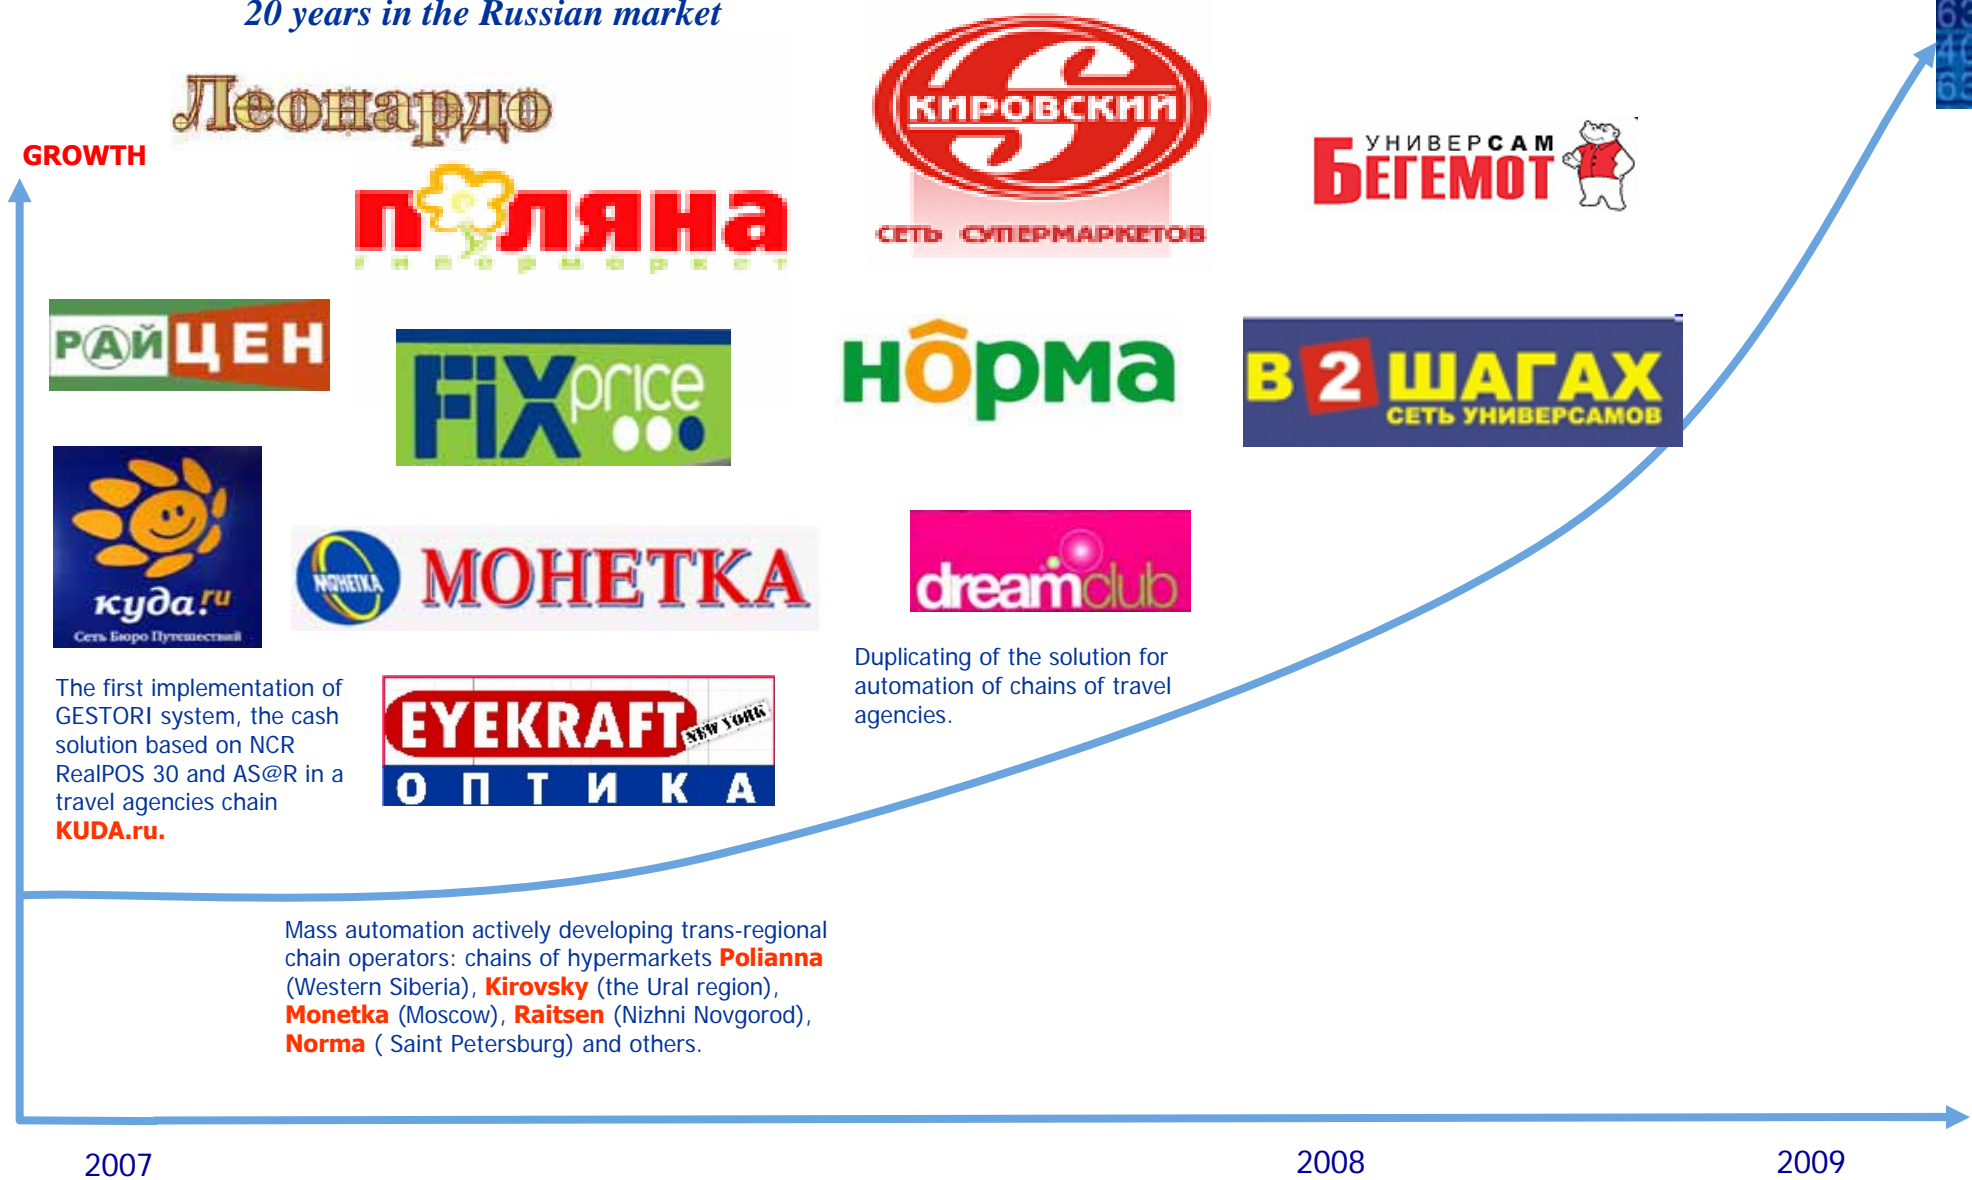 20 years in the Russian market
Леонардо
GROWTH
поляна
гипермаркет
КИРОВСКИЙ
СЕТЬ СУПЕРМАРКЕТОВ
УНИВЕРСАМ
БЕГЕМОТ
РАЙЦЕН
FiXprice
норма
В 2 ШАГАХ
СЕТЬ УНИВЕРСАМОВ
куда.ru
Сеть Бюро Путешествий
МОНЕТКА
МОНЕТКА
dreamclub
The first implementation of
GESTORI system, the cash
solution based on NCR
RealPOS 30 and AS@R in a
travel agencies chain
KUDA.ru.
EYEKRAFT
NEW YORK
ОПТИКА
Duplicating of the solution for
automation of chains of travel
agencies.
Mass automation actively developing trans-regional
chain operators: chains of hypermarkets Polianna
(Western Siberia), Kirovsky (the Ural region),
Monetka (Moscow), Raitsen (Nizhni Novgorod),
Norma ( Saint Petersburg) and others.
2007
2008
2009